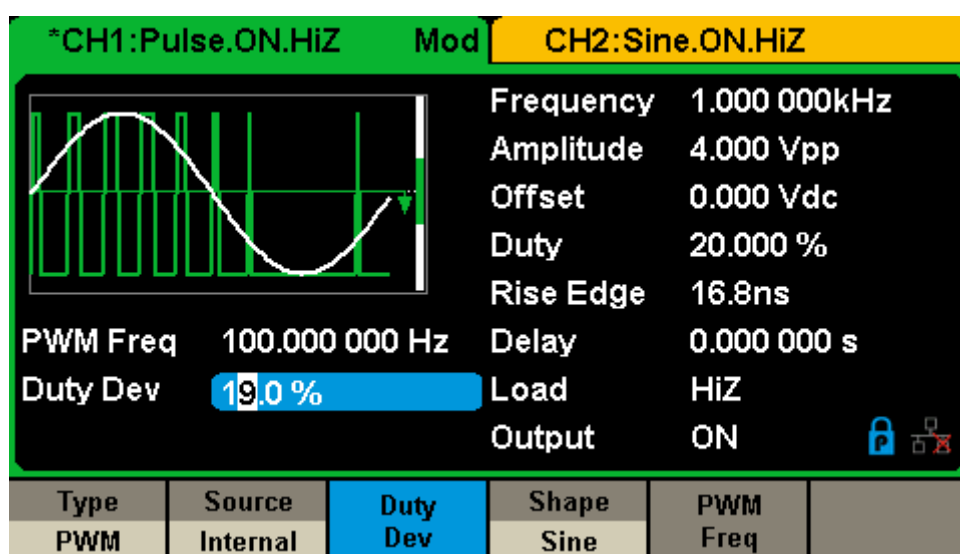 *CH1:Pulse.ON.HiZ Mod
CH2:Sine.ON.HiZ
Frequency 1.000 000kHz
Amplitude 4.000 Vpp
Offset 0.000 Vdc
Duty 20.000 %
Rise Edge 16.8ns
PWM Freq 100.000 000 Hz
Delay 0.000 000 s
Duty Dev 19.0 %
Load HiZ
Output ON
P
Type
PWM
Source
Internal
Duty
Dev
Shape
Sine
PWM
Freq